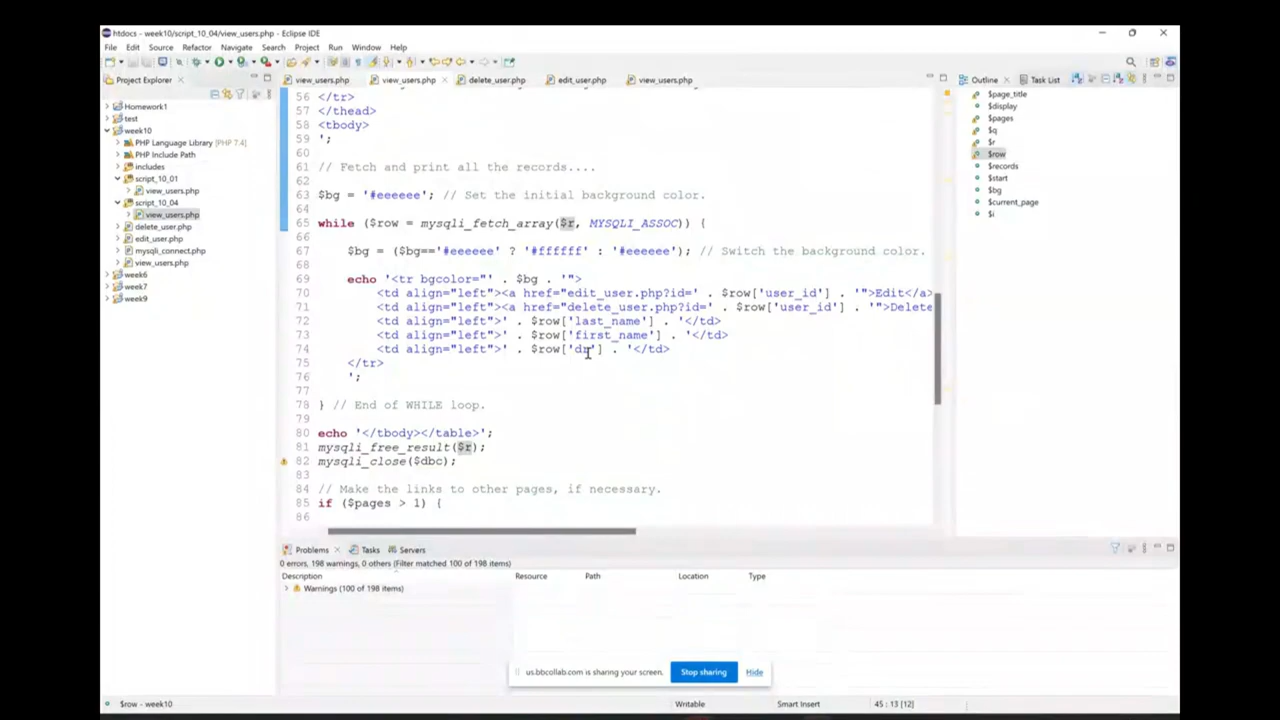 htdocs - week10/script_10_04/view_users.php - Eclipse IDE
File Edit Source Refactor Navigate Search Project Run Window Help
Project Explorer
view_users.php view_users.php delete_user.php edit_user.php view_users.php
Outline Task List
Homework1
test
week10
PHP Language Library [PHP 7.4]
PHP Include Path
includes
script_10_01
view_users.php
script_10_04
view_users.php
delete_user.php
edit_user.php
mysqli_connect.php
view_users.php
week6
week7
week9
56 </tr>
57 </thead>
58 <tbody>
59 ';
60
61 // Fetch and print all the records....
62
63 $bg = '#eeeeee'; // Set the initial background color.
64
65 while ($row = mysqli_fetch_array($r, MYSQLI_ASSOC)) {
66
67 $bg = ($bg=='#eeeeee' ? '#ffffff' : '#eeeeee'); // Switch the background color.
68
69 echo '<tr bgcolor="' . $bg . '">
70 <td align="left"><a href="edit_user.php?id=' . $row['user_id'] . '">Edit</a>
71 <td align="left"><a href="delete_user.php?id=' . $row['user_id'] . '">Delete
72 <td align="left">' . $row['last_name'] . '</td>
73 <td align="left">' . $row['first_name'] . '</td>
74 <td align="left">' . $row['dr'] . '</td>
75 </tr>
76 ';
77
78 } // End of WHILE loop.
79
80 echo '</tbody></table>';
81 mysqli_free_result($r);
82 mysqli_close($dbc);
83
84 // Make the links to other pages, if necessary.
85 if ($pages > 1) {
86
$page_title
$display
$pages
$q
$r
$row
$records
$start
$bg
$current_page
$i
Problems Tasks Servers
0 errors, 198 warnings, 0 others (Filter matched 100 of 198 items)
Description Resource Path Location Type
Warnings (100 of 198 items)
us.bbcollab.com is sharing your screen. Stop sharing Hide
$row - week10 Writable Smart Insert 45 : 13 [12]